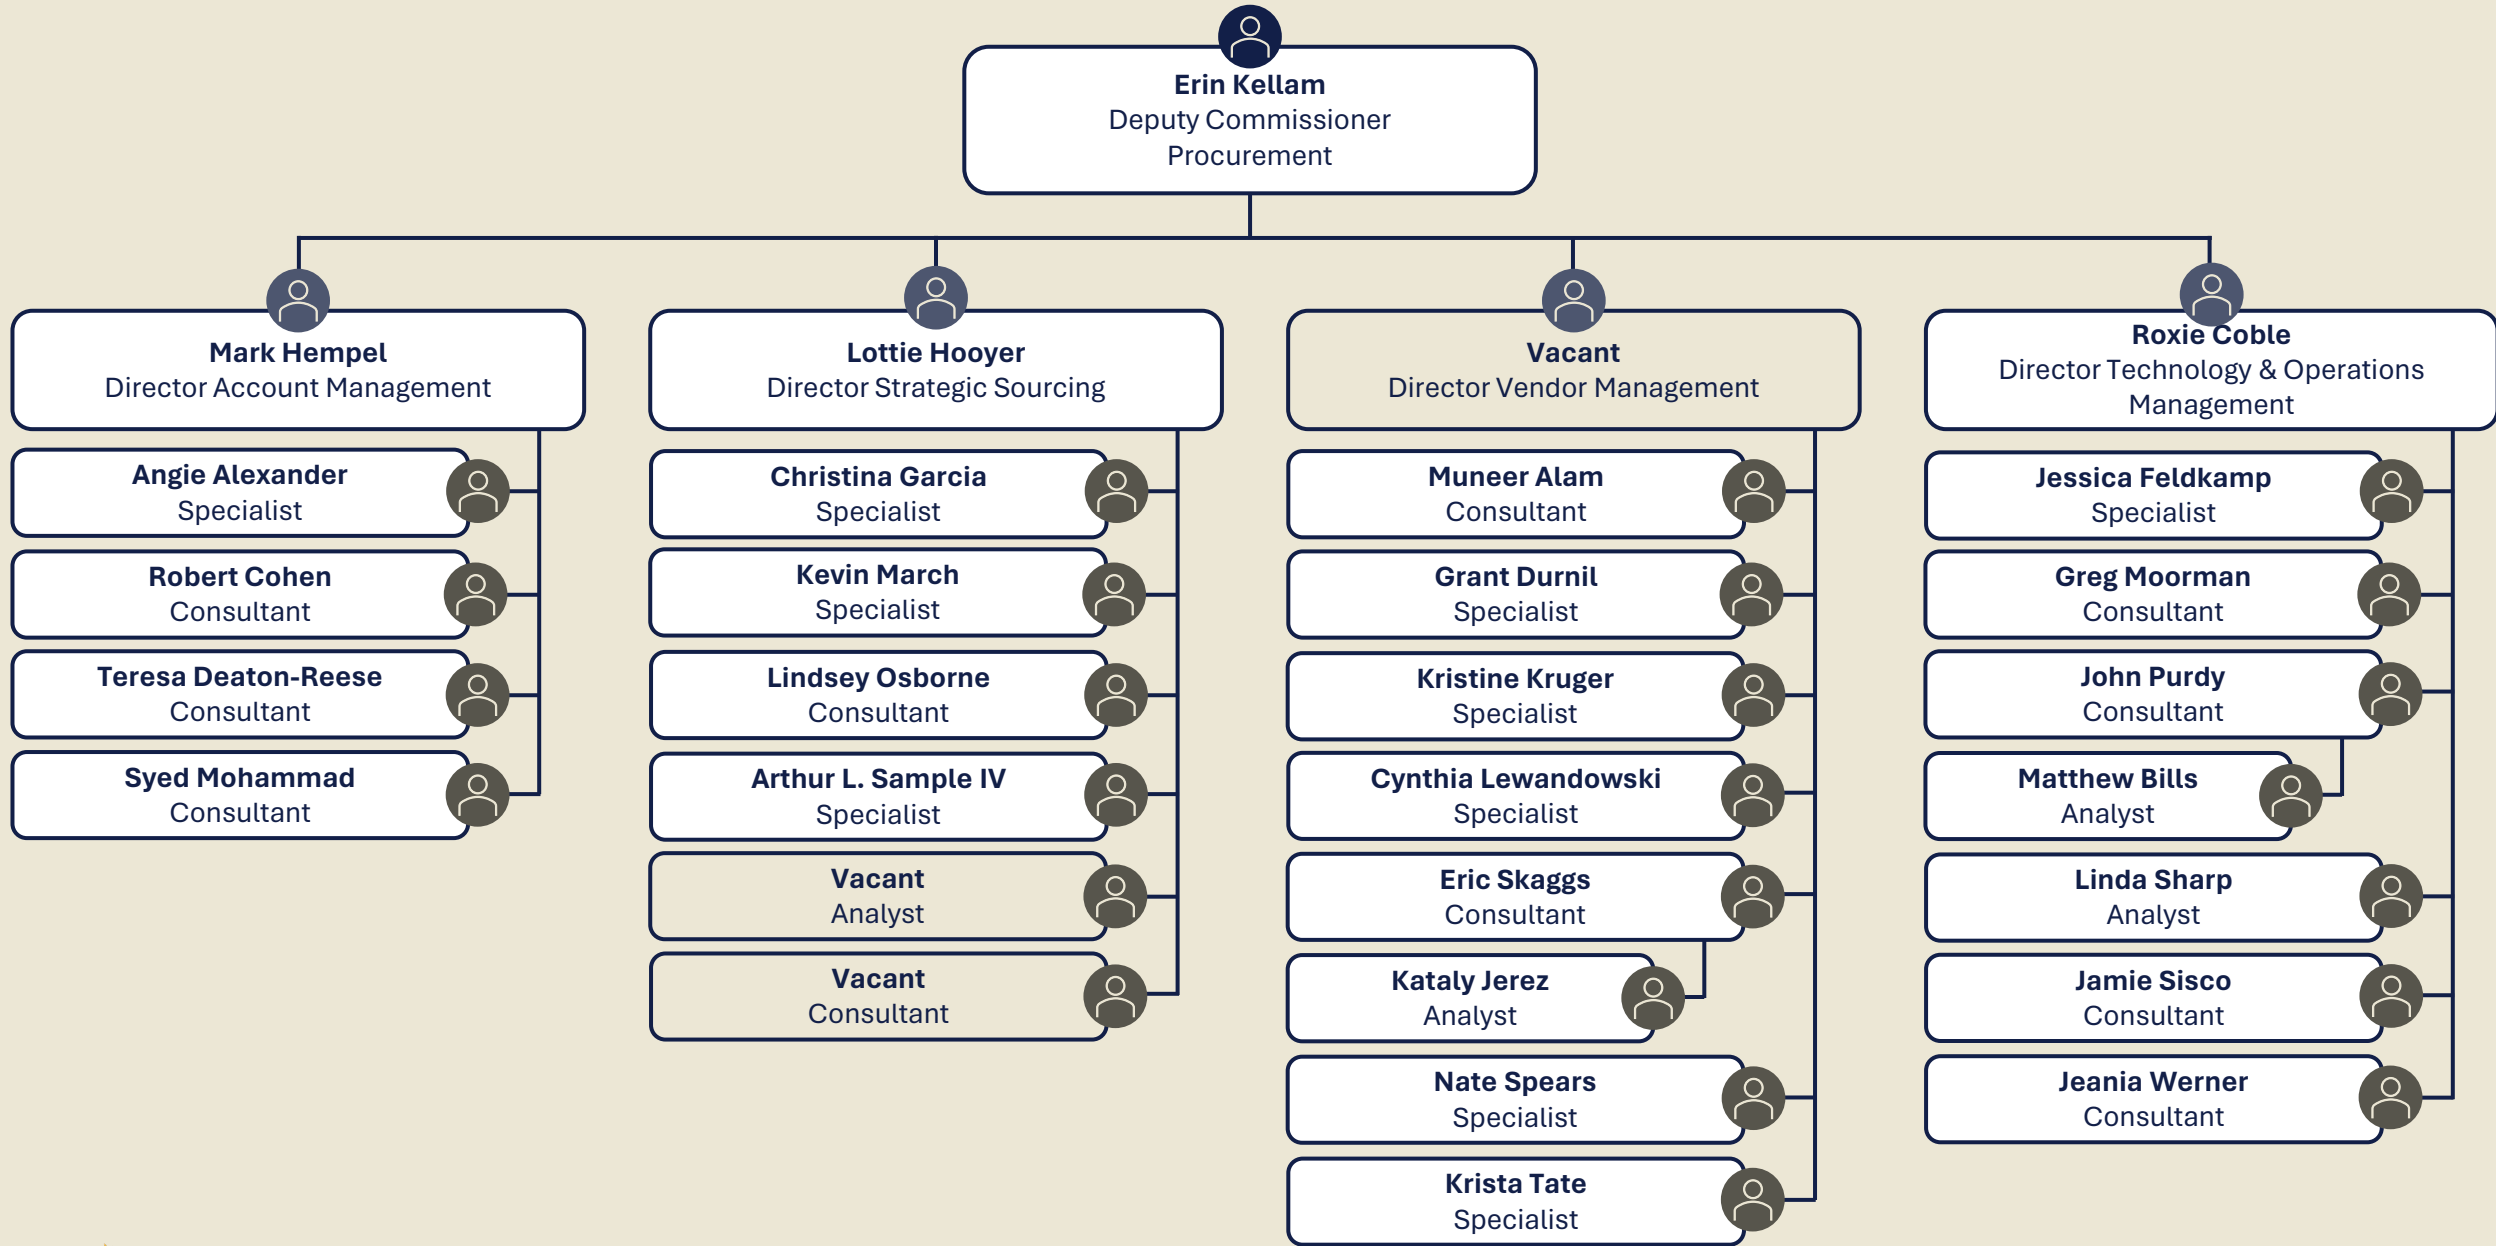 Erin Kellam
Deputy Commissioner
Procurement
Mark Hempel
Director Account Management
Angie Alexander
Specialist
Robert Cohen
Consultant
Teresa Deaton-Reese
Consultant
Syed Mohammad
Consultant
Lottie Hooyer
Director Strategic Sourcing
Christina Garcia
Specialist
Kevin March
Specialist
Lindsey Osborne
Consultant
Arthur L. Sample IV
Specialist
Vacant
Analyst
Vacant
Consultant
Vacant
Director Vendor Management
Muneer Alam
Consultant
Grant Durnil
Specialist
Kristine Kruger
Specialist
Cynthia Lewandowski
Specialist
Eric Skaggs
Consultant
Kataly Jerez
Analyst
Nate Spears
Specialist
Krista Tate
Specialist
Roxie Coble
Director Technology & Operations
Management
Jessica Feldkamp
Specialist
Greg Moorman
Consultant
John Purdy
Consultant
Matthew Bills
Analyst
Linda Sharp
Analyst
Jamie Sisco
Consultant
Jeania Werner
Consultant